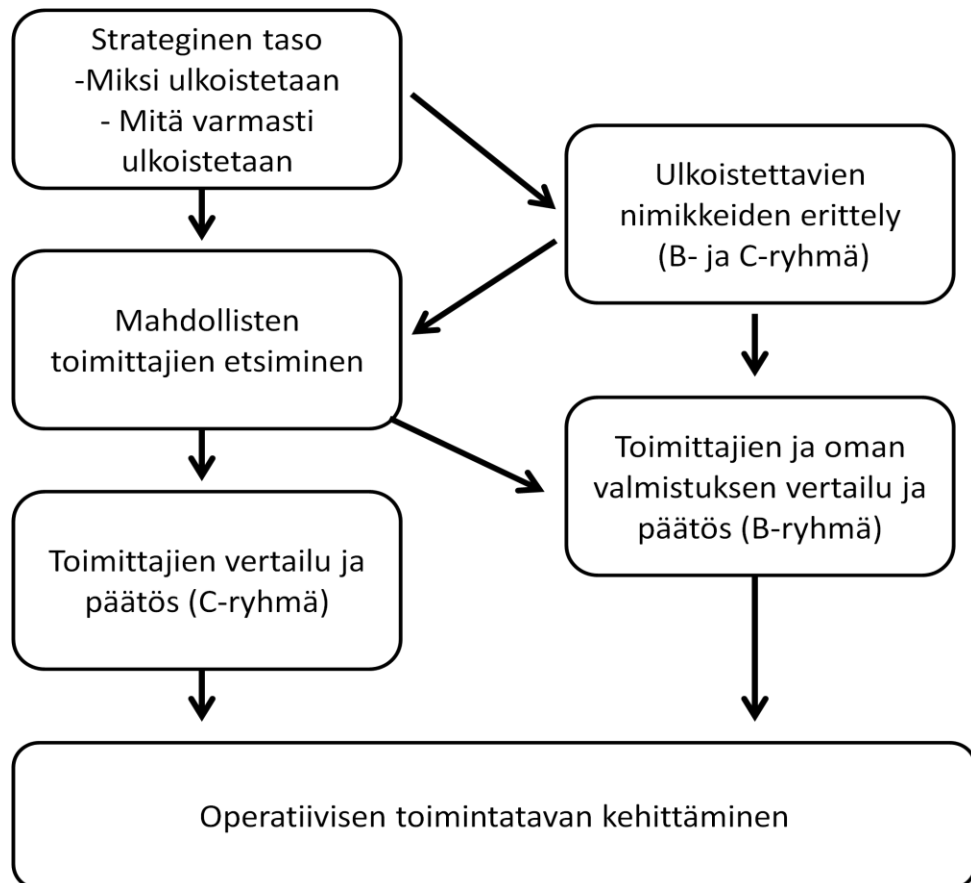 Strateginen taso
-Miksi ulkoistetaan
- Mitä varmasti
ulkoistetaan
Ulkoistettavien
nimikkeiden erittely
(B- ja C-ryhmä)
Mahdollisten
toimittajien etsiminen
Toimittajien ja oman
valmistuksen vertailu ja
päätös (B-ryhmä)
Toimittajien vertailu ja
päätös (C-ryhmä)
Operatiivisen toimintatavan kehittäminen